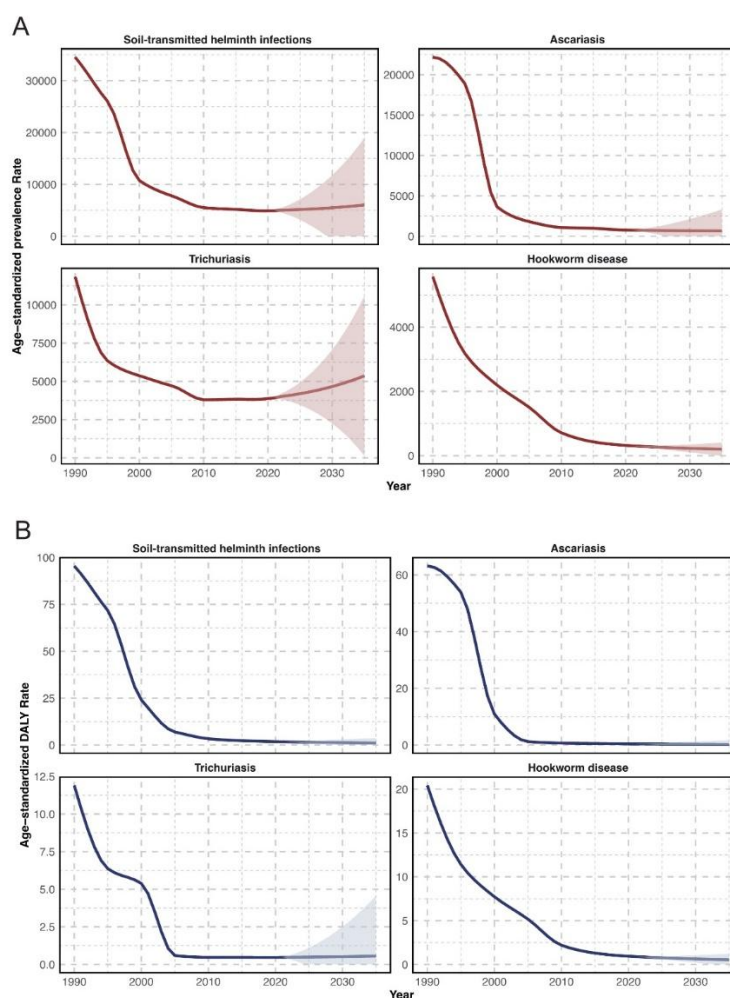 A
Soil-transmitted helminth infections
Ascariasis
Age-standardized prevalence Rate
30000
20000
10000
0
20000
15000
10000
5000
0
Trichuriasis
Hookworm disease
10000
7500
5000
2500
0
4000
2000
0
1990 2000 2010 2020 2030
1990 2000 2010 2020 2030
Year
B
Soil-transmitted helminth infections
Ascariasis
Age-standardized DALY Rate
100
75
50
25
0
60
40
20
0
Trichuriasis
Hookworm disease
12.5
10.0
7.5
5.0
2.5
0.0
20
15
10
5
0
1990 2000 2010 2020 2030
1990 2000 2010 2020 2030
Year